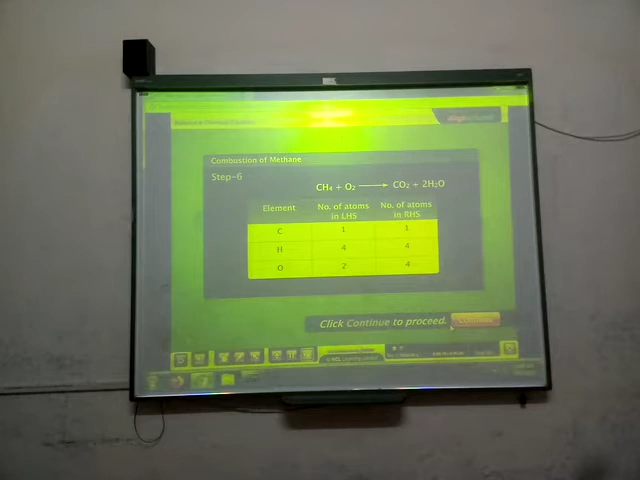 Combustion of Methane
Step-6
CH₄ + O₂ ⟶ CO₂ + 2H₂O
Element No. of atoms in LHS No. of atoms in RHS
C 1 1
H 4 4
O 2 4
Click Continue to proceed.